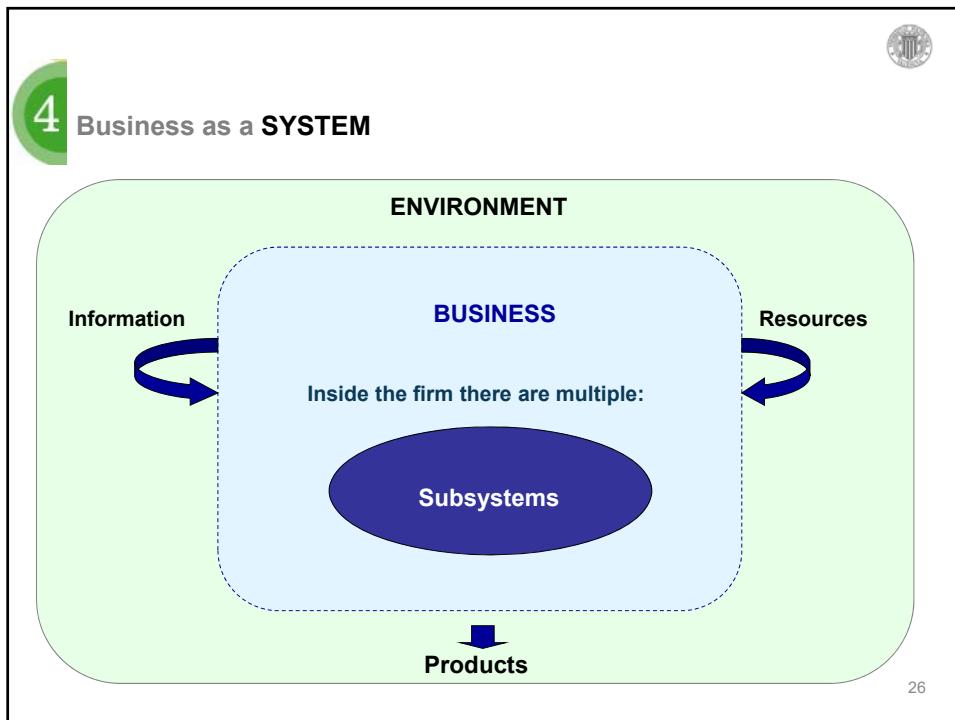 4
Business as a SYSTEM
ENVIRONMENT
Information
BUSINESS
Resources
Inside the firm there are multiple:
Subsystems
Products
26